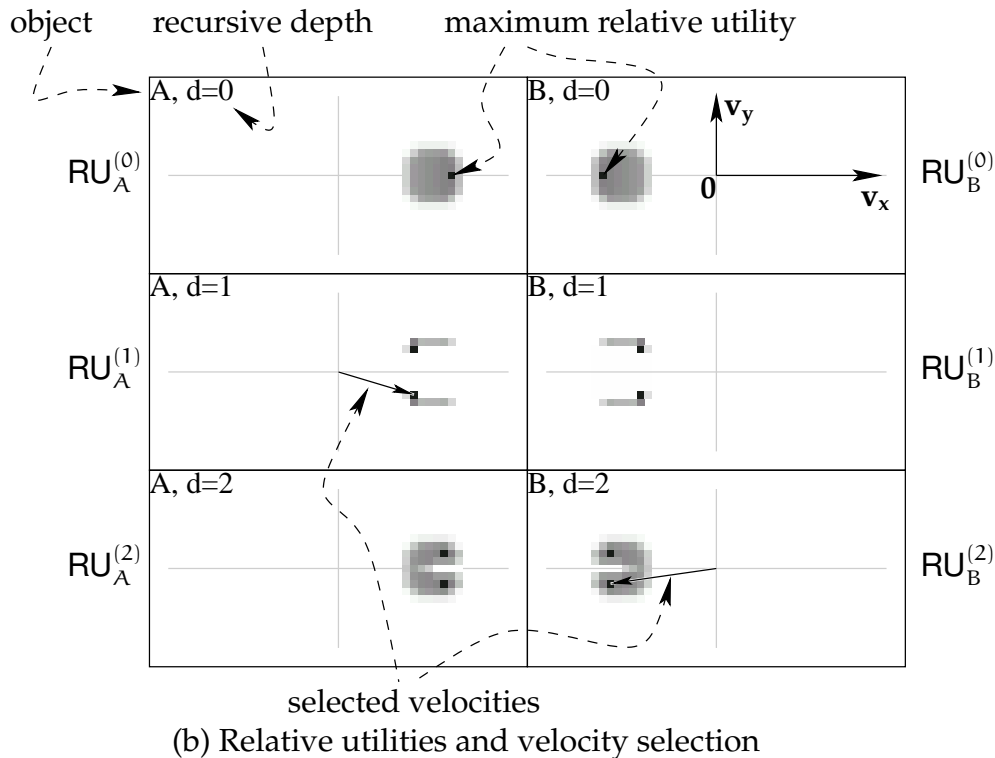 object recursive depth maximum relative utility
A, d=0 B, d=0
v_y
RU_A^(0) RU_B^(0)
0 v_x
A, d=1 B, d=1
RU_A^(1) RU_B^(1)
A, d=2 B, d=2
RU_A^(2) RU_B^(2)
selected velocities
(b) Relative utilities and velocity selection